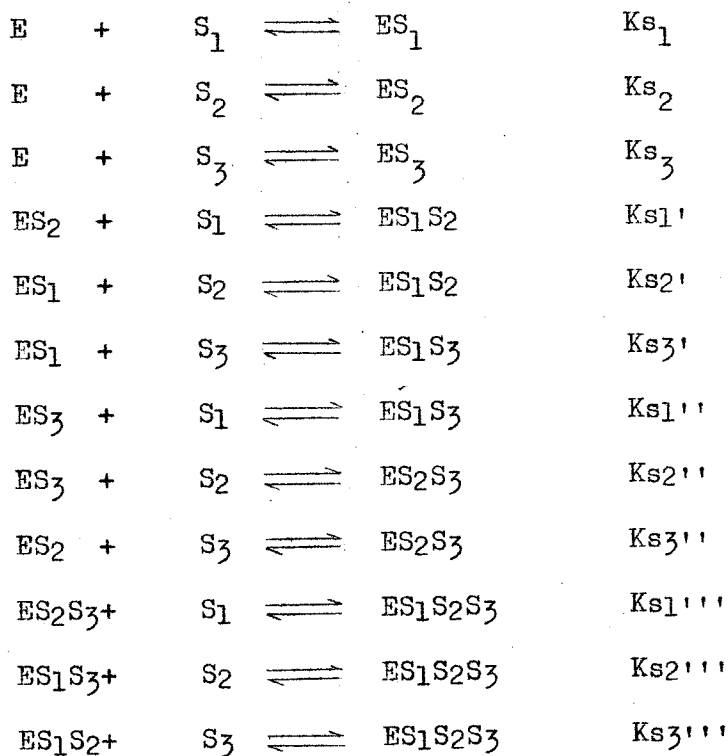 E + S₁ ⇌ ES₁ Ks₁
E + S₂ ⇌ ES₂ Ks₂
E + S₃ ⇌ ES₃ Ks₃
ES₂ + S₁ ⇌ ES₁S₂ Ks₁'
ES₁ + S₂ ⇌ ES₁S₂ Ks₂'
ES₁ + S₃ ⇌ ES₁S₃ Ks₃'
ES₃ + S₁ ⇌ ES₁S₃ Ks₁''
ES₃ + S₂ ⇌ ES₂S₃ Ks₂''
ES₂ + S₃ ⇌ ES₂S₃ Ks₃''
ES₂S₃+ S₁ ⇌ ES₁S₂S₃ Ks₁'''
ES₁S₃+ S₂ ⇌ ES₁S₂S₃ Ks₂'''
ES₁S₂+ S₃ ⇌ ES₁S₂S₃ Ks₃'''